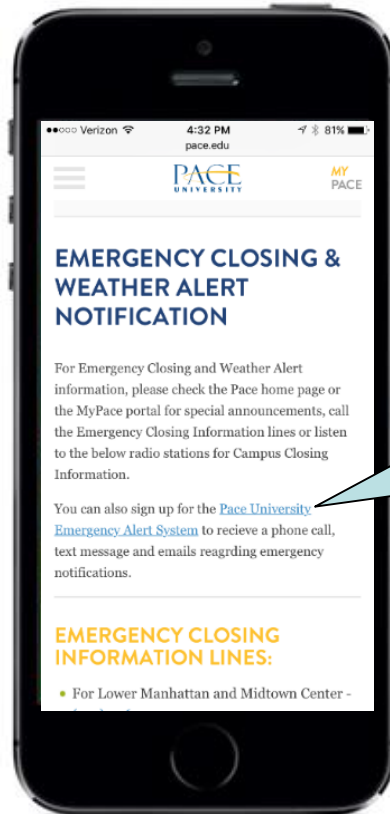 ●●○○○ Verizon 4:32 PM 81%
pace.edu
PACE
UNIVERSITY
MY
PACE
EMERGENCY CLOSING &
WEATHER ALERT
NOTIFICATION
For Emergency Closing and Weather Alert
information, please check the Pace home page or
the MyPace portal for special announcements, call
the Emergency Closing Information lines or listen
to the below radio stations for Campus Closing
Information.
You can also sign up for the Pace University
Emergency Alert System to recieve a phone call,
text message and emails reagrding emergency
notifications.
EMERGENCY CLOSING
INFORMATION LINES:
• For Lower Manhattan and Midtown Center -